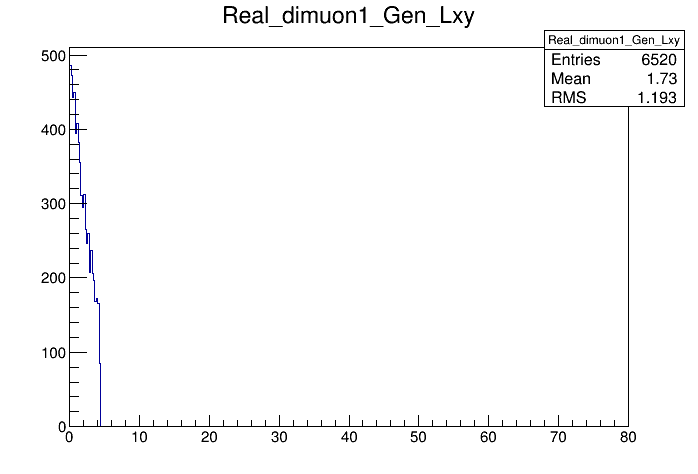 Real_dimuon1_Gen_Lxy
Real_dimuon1_Gen_Lxy
Entries 6520
Mean 1.73
RMS 1.193
500
400
300
200
100
0
0 10 20 30 40 50 60 70 80